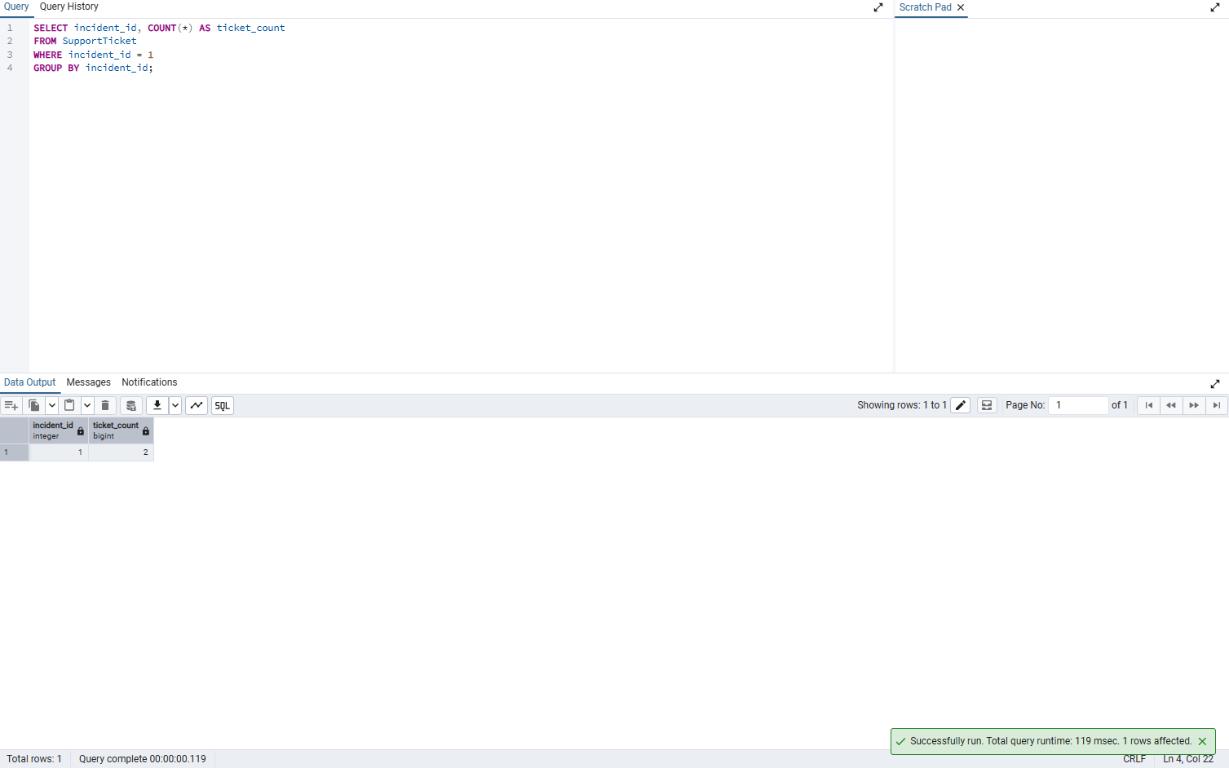 Query Query History
Scratch Pad
1 SELECT incident_id, COUNT(*) AS ticket_count
2 FROM SupportTicket
3 WHERE incident_id = 1
4 GROUP BY incident_id;
Data Output Messages Notifications
SQL
Showing rows: 1 to 1
Page No: 1 of 1
incident_id ticket_count
integer bigint
1 1 2
Successfully run. Total query runtime: 119 msec. 1 rows affected.
Total rows: 1 Query complete 00:00:00.119 CRLF Ln 4, Col 22